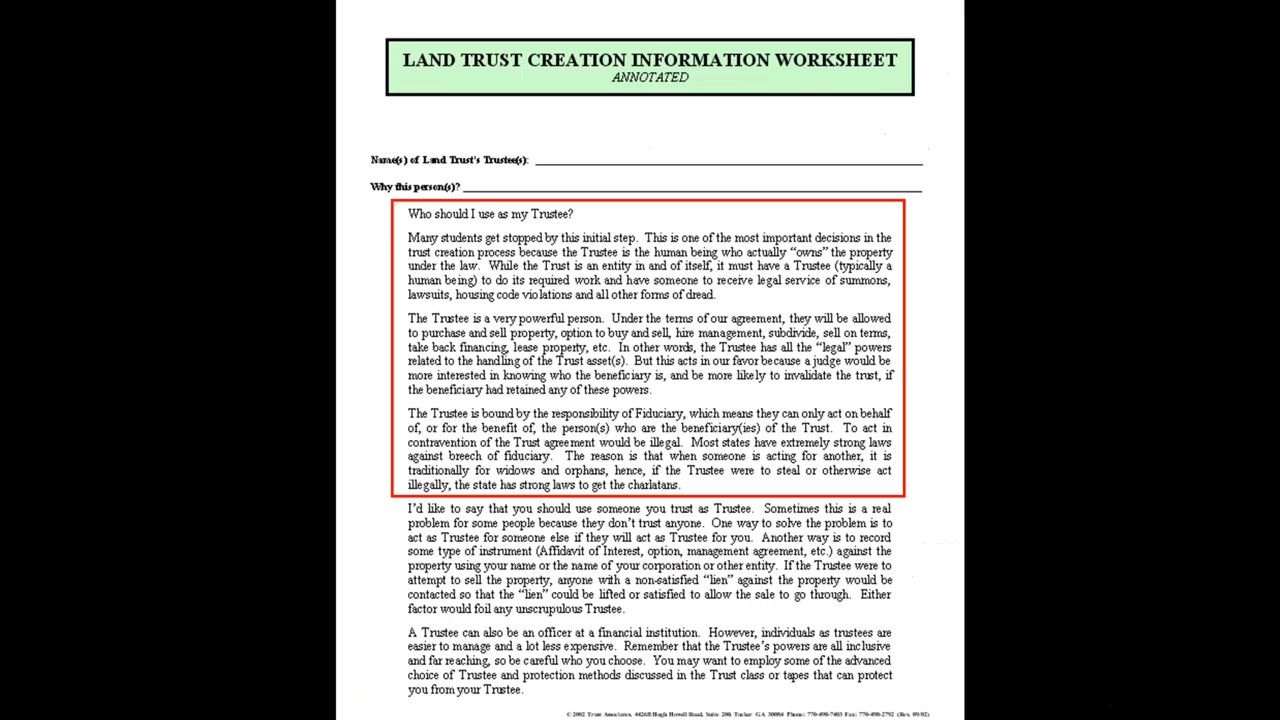 LAND TRUST CREATION INFORMATION WORKSHEET
ANNOTATED
Name(s) of Land Trust's Trustee(s):
Why this person(s)?
Who should I use as my Trustee?
Many students get stopped by this initial step. This is one of the most important decisions in the
trust creation process because the Trustee is the human being who actually “owns” the property
under the law. While the Trust is an entity in and of itself, it must have a Trustee (typically a
human being) to do its required work and have someone to receive legal service of summons,
lawsuits, housing code violations and all other forms of dread.
The Trustee is a very powerful person. Under the terms of our agreement, they will be allowed
to purchase and sell property, option to buy and sell, hire management, subdivide, sell on terms,
take back financing, lease property, etc. In other words, the Trustee has all the “legal” powers
related to the handling of the Trust asset(s). But this acts in our favor because a judge would be
more interested in knowing who the beneficiary is, and be more likely to invalidate the trust, if
the beneficiary had retained any of these powers.
The Trustee is bound by the responsibility of Fiduciary, which means they can only act on behalf
of, or for the benefit of, the person(s) who are the beneficiary(ies) of the Trust. To act in
contravention of the Trust agreement would be illegal. Most states have extremely strong laws
against breach of fiduciary. The reason is that when someone is acting for another, it is
traditionally for widows and orphans, hence, if the Trustee were to steal or otherwise act
illegally, the state has strong laws to get the charlatans.
I'd like to say that you should use someone you trust as Trustee. Sometimes this is a real
problem for some people because they don't trust anyone. One way to solve the problem is to
act as Trustee for someone else if they will act as Trustee for you. Another way is to record
some type of instrument (Affidavit of Interest, option, management agreement, etc.) against the
property using your name or the name of your corporation or other entity. If the Trustee were to
attempt to sell the property, anyone with a non-satisfied “lien” against the property would be
contacted so that the “lien” could be lifted or satisfied to allow the sale to go through. Either
factor would foil any unscrupulous Trustee.
A Trustee can also be an officer at a financial institution. However, individuals as trustees are
easier to manage and a lot less expensive. Remember that the Trustee's powers are all inclusive
and far reaching, so be careful who you choose. You may want to employ some of the advanced
choice of Trustee and protection methods discussed in the Trust class or tapes that can protect
you from your Trustee.
© 2002 Trust Associates, 4426B Hugh Howell Road, Suite 200, Tucker GA 30084 Phone: 770-498-7403 Fax: 770-498-2792 (Rev. 09/02)